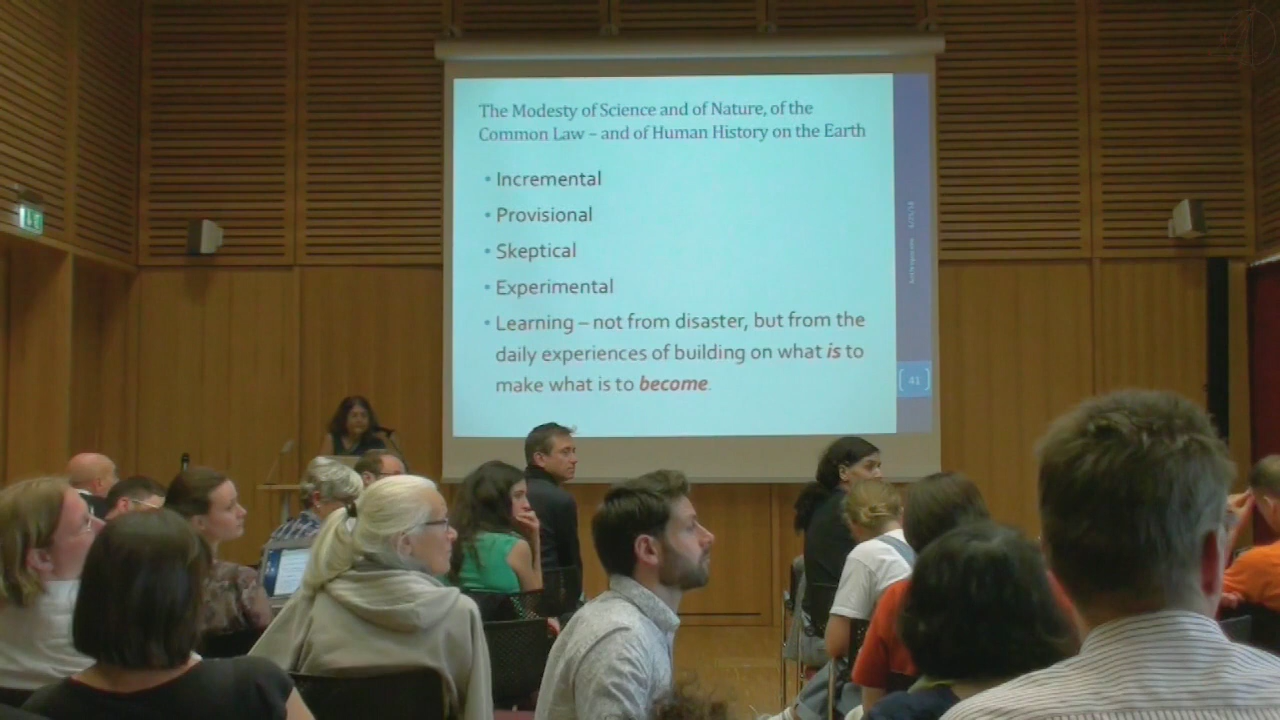 The Modesty of Science and of Nature, of the
Common Law – and of Human History on the Earth
• Incremental
• Provisional
• Skeptical
• Experimental
• Learning – not from disaster, but from the
daily experiences of building on what is to
make what is to become.
41